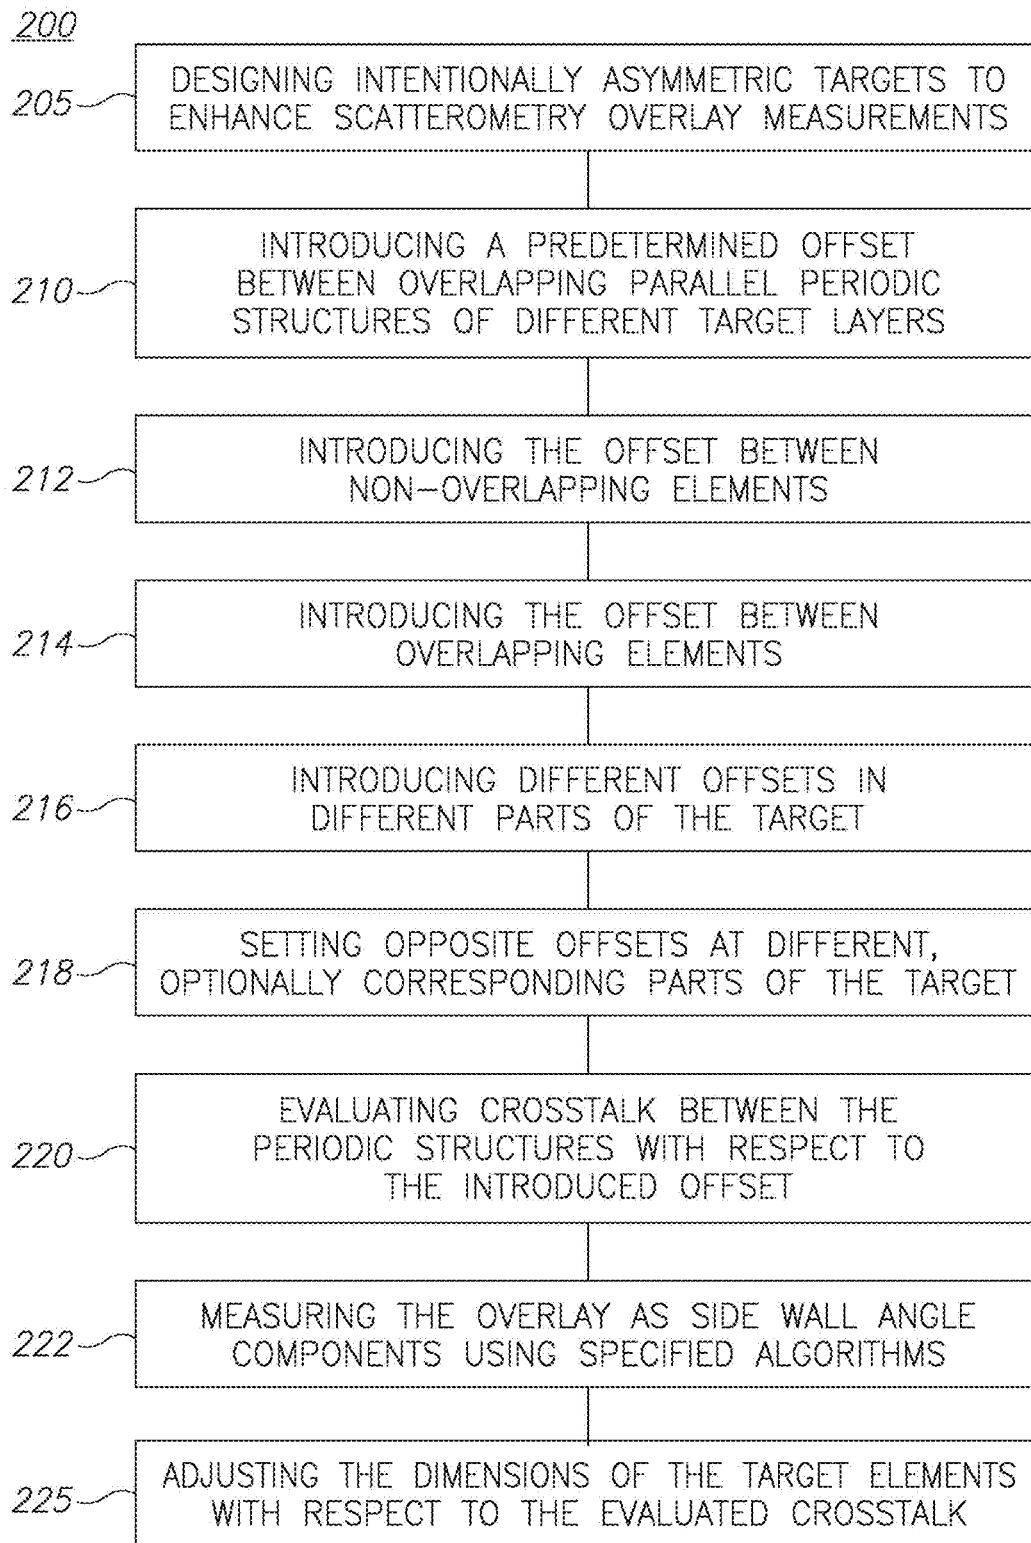 200
205
DESIGNING INTENTIONALLY ASYMMETRIC TARGETS TO
ENHANCE SCATTEROMETRY OVERLAY MEASUREMENTS
210
INTRODUCING A PREDETERMINED OFFSET
BETWEEN OVERLAPPING PARALLEL PERIODIC
STRUCTURES OF DIFFERENT TARGET LAYERS
212
INTRODUCING THE OFFSET BETWEEN
NON-OVERLAPPING ELEMENTS
214
INTRODUCING THE OFFSET BETWEEN
OVERLAPPING ELEMENTS
216
INTRODUCING DIFFERENT OFFSETS IN
DIFFERENT PARTS OF THE TARGET
218
SETTING OPPOSITE OFFSETS AT DIFFERENT,
OPTIONALLY CORRESPONDING PARTS OF THE TARGET
220
EVALUATING CROSSTALK BETWEEN THE
PERIODIC STRUCTURES WITH RESPECT TO
THE INTRODUCED OFFSET
222
MEASURING THE OVERLAY AS SIDE WALL ANGLE
COMPONENTS USING SPECIFIED ALGORITHMS
225
ADJUSTING THE DIMENSIONS OF THE TARGET ELEMENTS
WITH RESPECT TO THE EVALUATED CROSSTALK